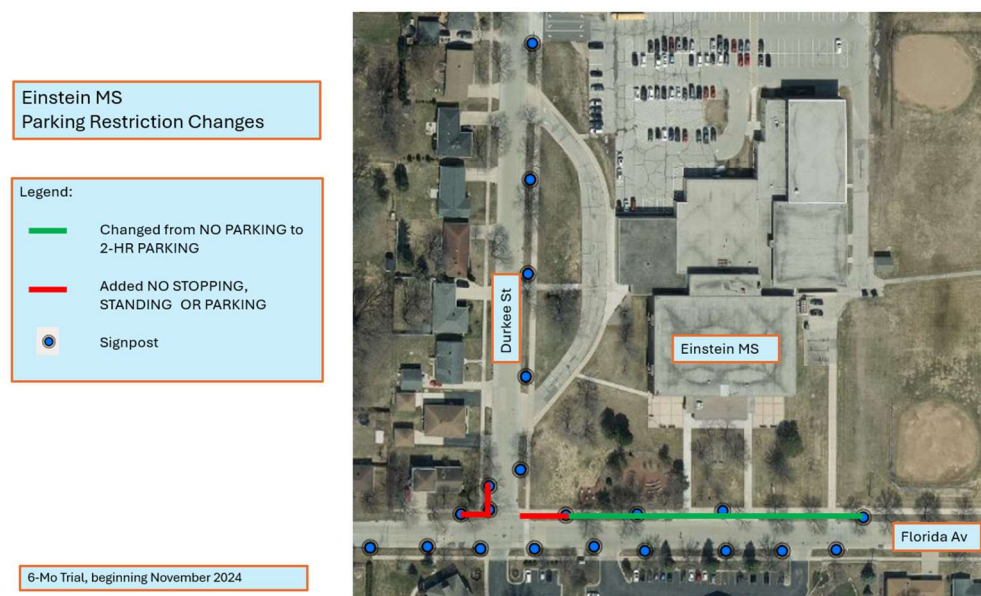 Einstein MS
Parking Restriction Changes
Legend:
Changed from NO PARKING to
2-HR PARKING
Added NO STOPPING,
STANDING OR PARKING
Signpost
Durkee St
Einstein MS
Florida Av
6-Mo Trial, beginning November 2024